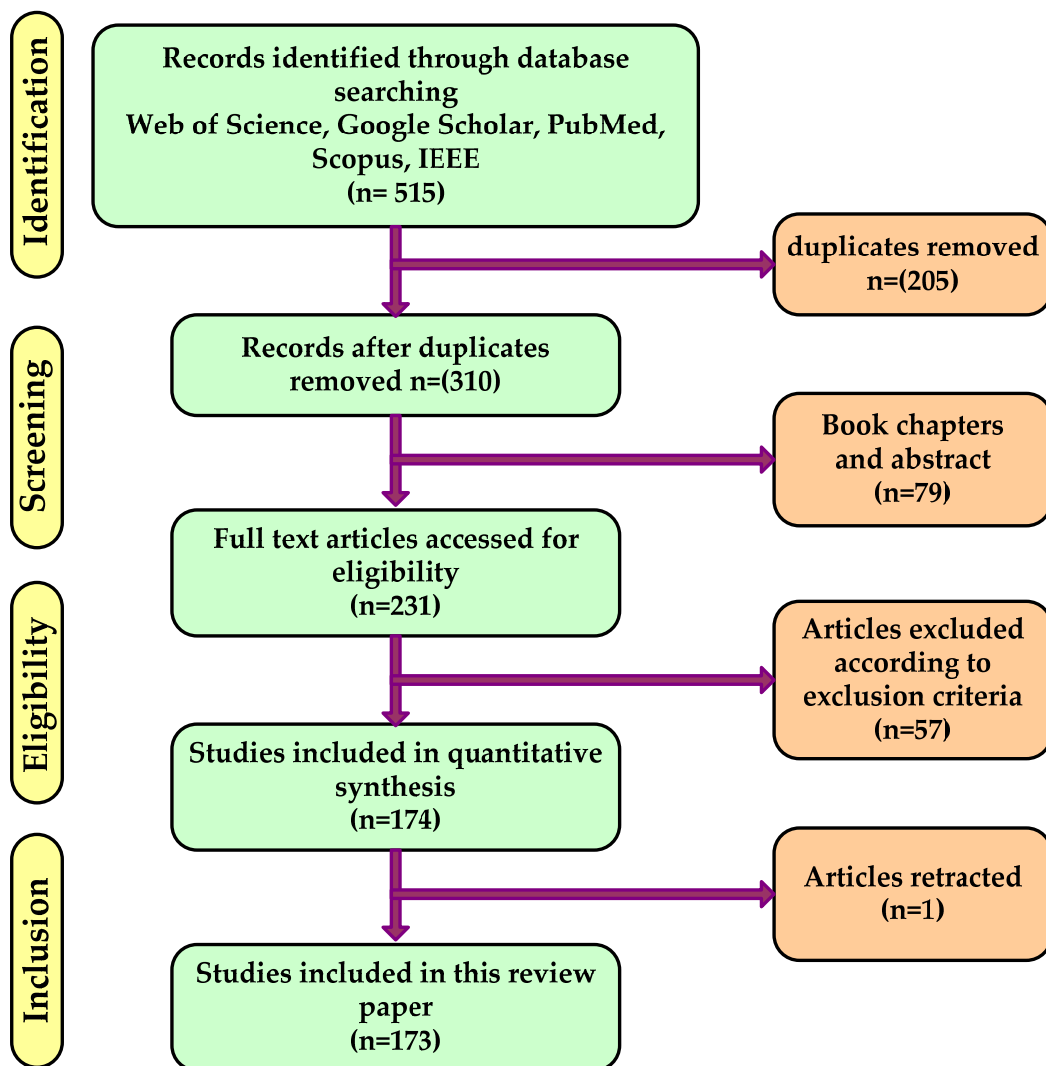 Identification
Records identified through database
searching
Web of Science, Google Scholar, PubMed,
Scopus, IEEE
(n= 515)
duplicates removed
n=(205)
Screening
Records after duplicates
removed n=(310)
Book chapters
and abstract
(n=79)
Full text articles accessed for
eligibility
(n=231)
Eligibility
Articles excluded
according to
exclusion criteria
(n=57)
Studies included in quantitative
synthesis
(n=174)
Inclusion
Articles retracted
(n=1)
Studies included in this review
paper
(n=173)